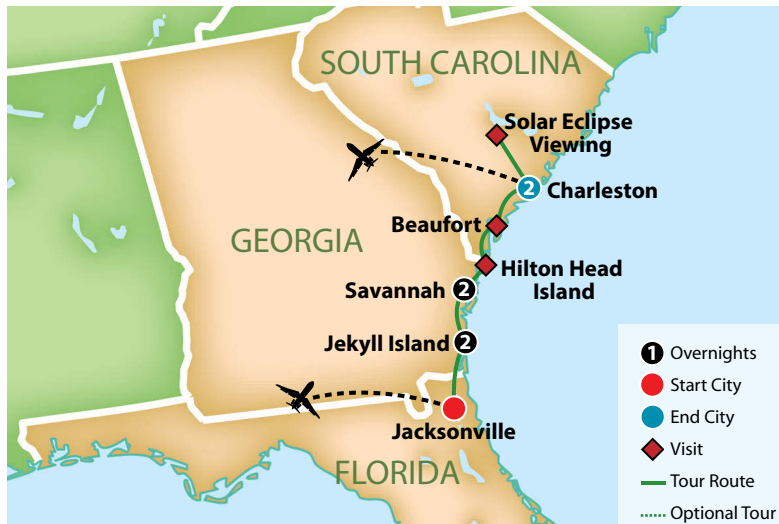 SOUTH CAROLINA
Solar Eclipse
Viewing
2
Charleston
Beaufort
GEORGIA
Hilton Head
Island
Savannah
2
Jekyll Island
2
Jacksonville
FLORIDA
1 Overnights
Start City
End City
Visit
Tour Route
Optional Tour